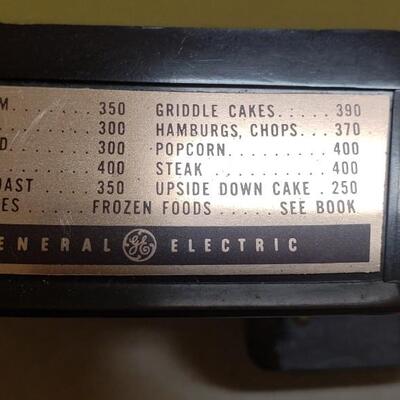 M. . . . . . . . 350 GRIDDLE CAKES. . . . . 390
. . . . . . . . 300 HAMBURGS, CHOPS. . . 370
D . . . . . . . 300 POPCORN. . . . . . . . 400
. . . . . . . . 400 STEAK . . . . . . . . . 400
OAST . . . 350 UPSIDE DOWN CAKE . 250
ES . . . . FROZEN FOODS . . . . . SEE BOOK
ENERAL GE ELECTRIC